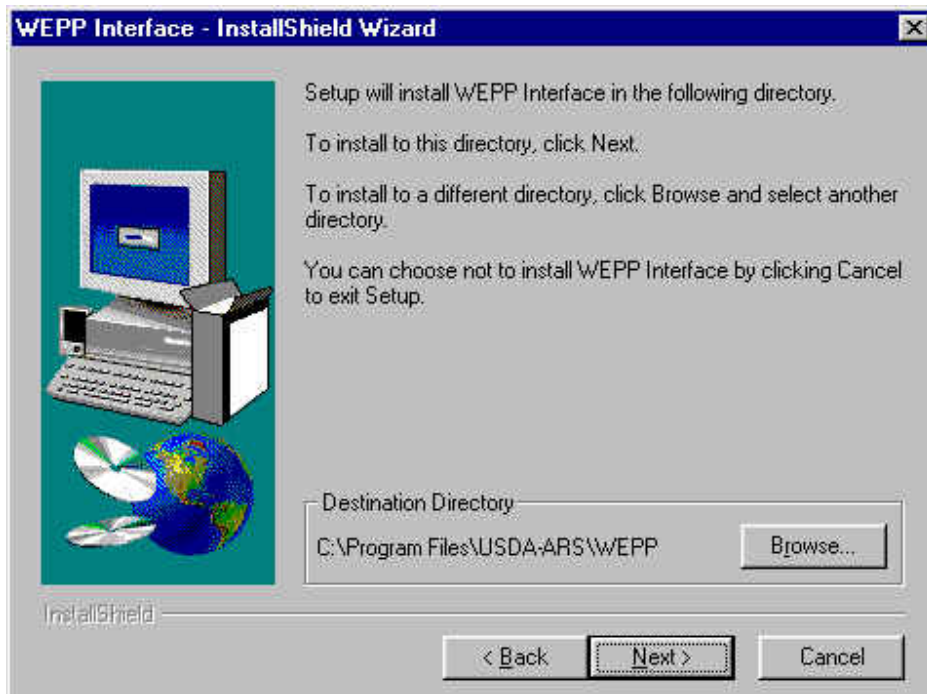 WEPP Interface - InstallShield Wizard
Setup will install WEPP Interface in the following directory.
To install to this directory, click Next.
To install to a different directory, click Browse and select another
directory.
You can choose not to install WEPP Interface by clicking Cancel
to exit Setup.
Destination Directory
C:\Program Files\USDA-ARS\WEPP
Browse...
InstallShield
< Back
Next >
Cancel